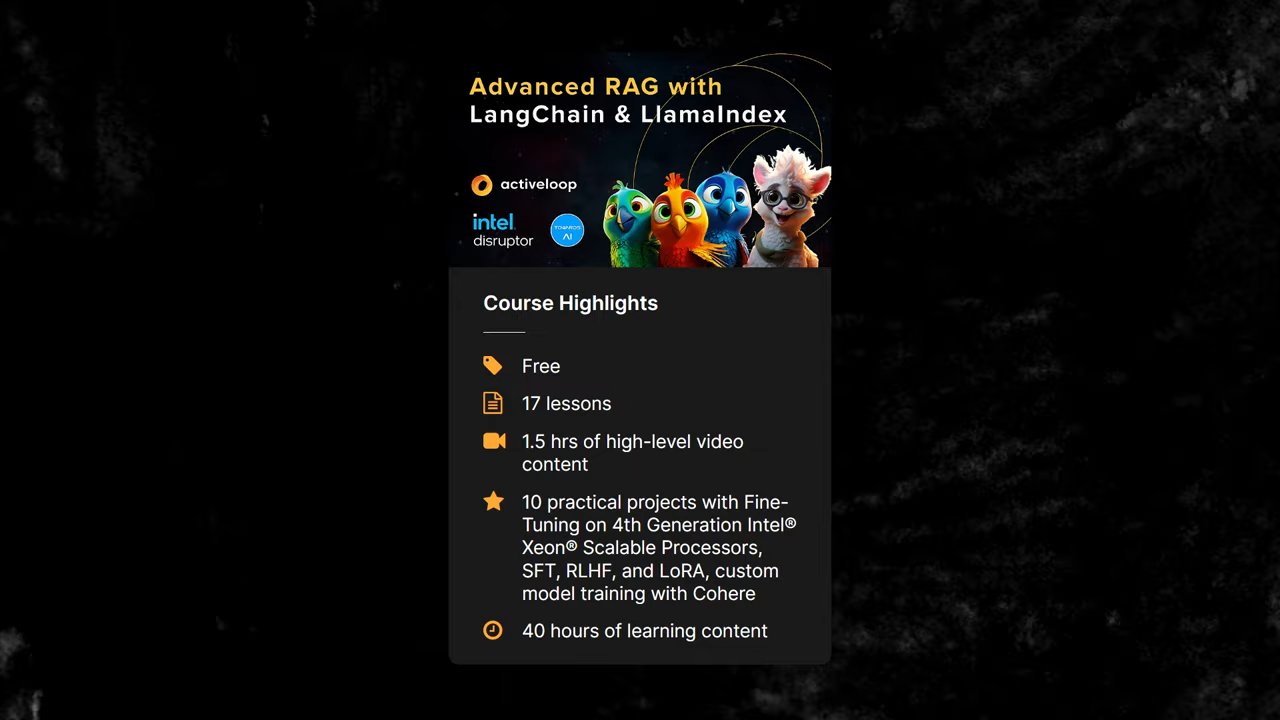 Advanced RAG with
LangChain & LlamaIndex
activeloop
intel
disruptor
TOWARDS
AI
Course Highlights
Free
17 lessons
1.5 hrs of high-level video
content
10 practical projects with Fine-
Tuning on 4th Generation Intel®
Xeon® Scalable Processors,
SFT, RLHF, and LoRA, custom
model training with Cohere
40 hours of learning content